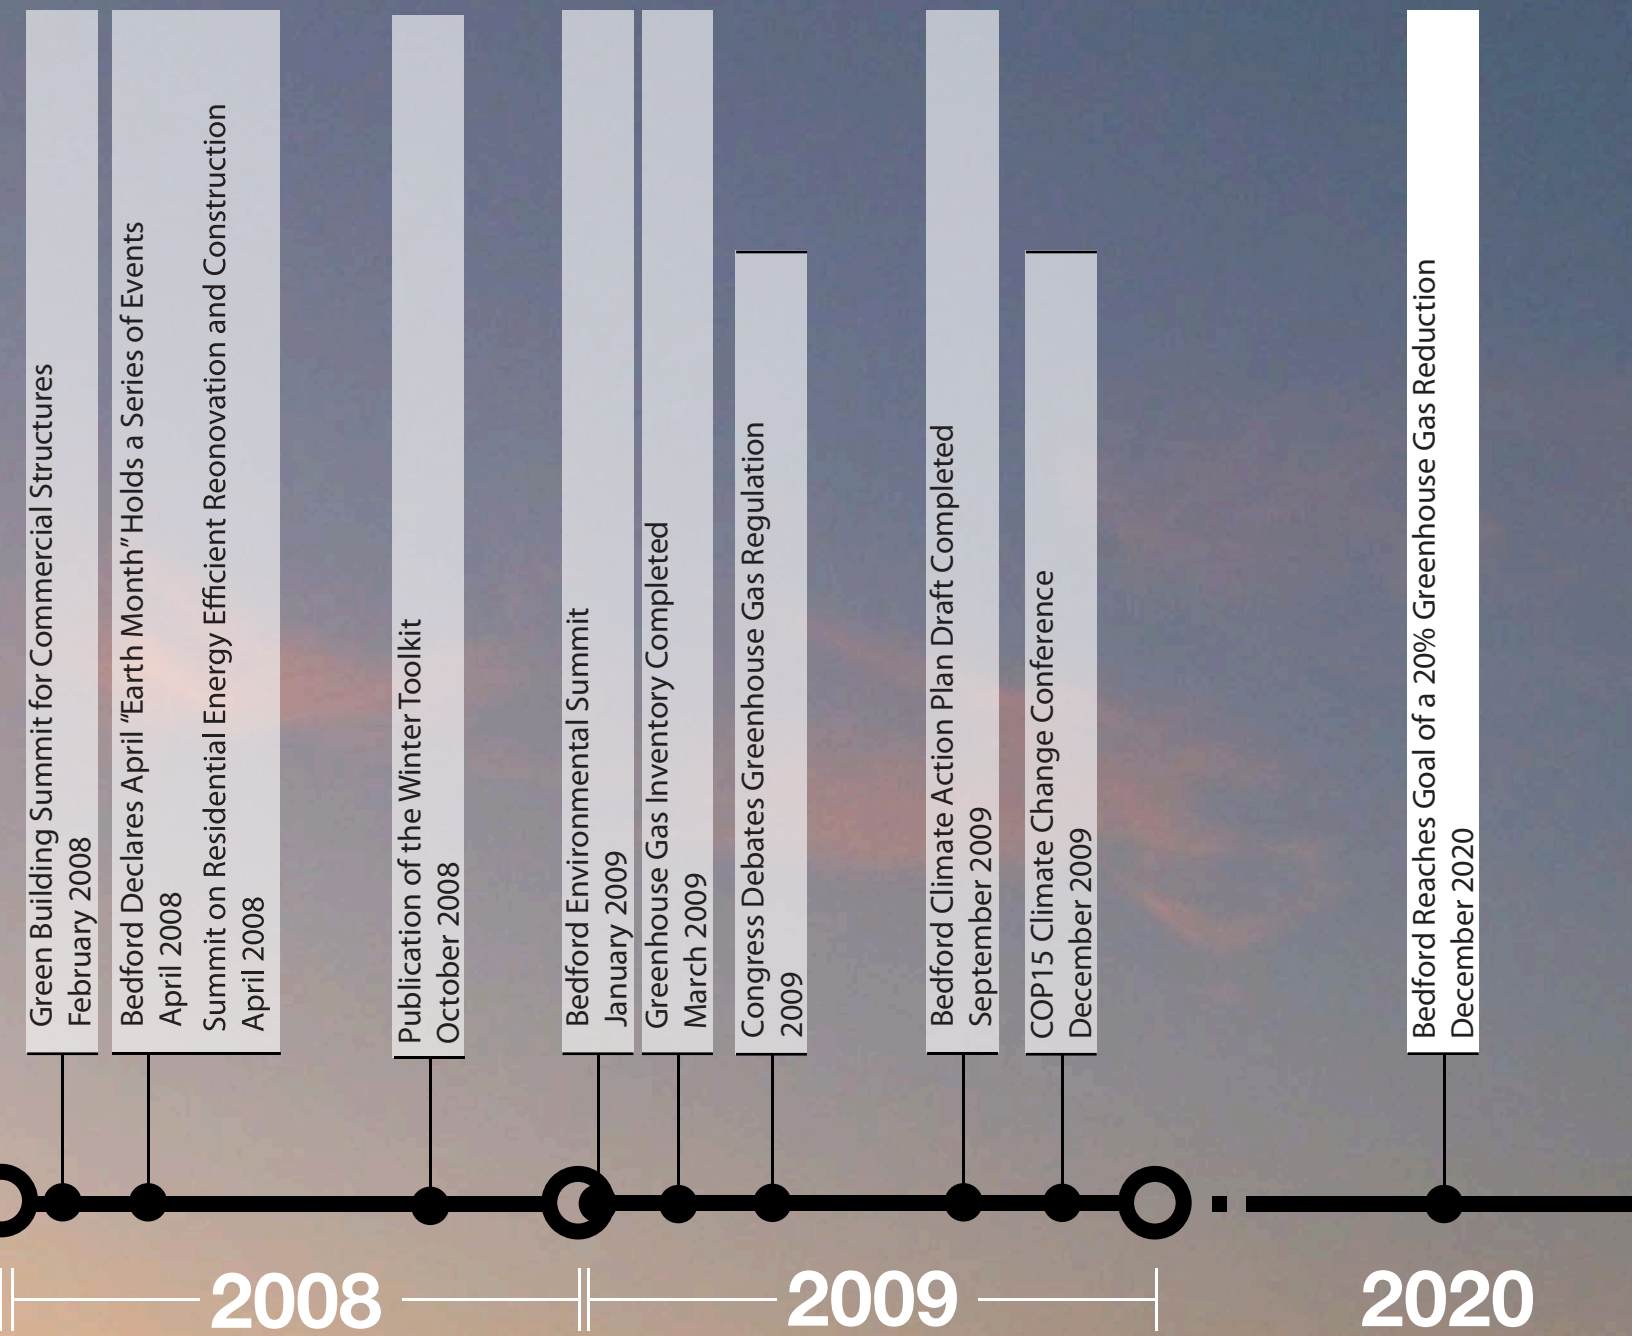 Green Building Summit for Commercial Structures
February 2008
Bedford Declares April “Earth Month” Holds a Series of Events
April 2008
Summit on Residential Energy Efficient Reonovation and Construction
April 2008
Publication of the Winter Toolkit
October 2008
Bedford Environmental Summit
January 2009
Greenhouse Gas Inventory Completed
March 2009
Congress Debates Greenhouse Gas Regulation
2009
Bedford Climate Action Plan Draft Completed
September 2009
COP15 Climate Change Conference
December 2009
Bedford Reaches Goal of a 20% Greenhouse Gas Reduction
December 2020
2008
2009
2020